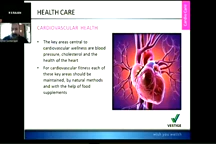 HEALTH CARE
CARDIOVASCULAR HEALTH
• The key areas central to
cardiovascular wellness are blood
pressure, cholesterol and the
health of the heart
• For cardiovascular fitness each of
these key areas should be
maintained, by natural methods
and with the help of food
supplements
VESTIGE